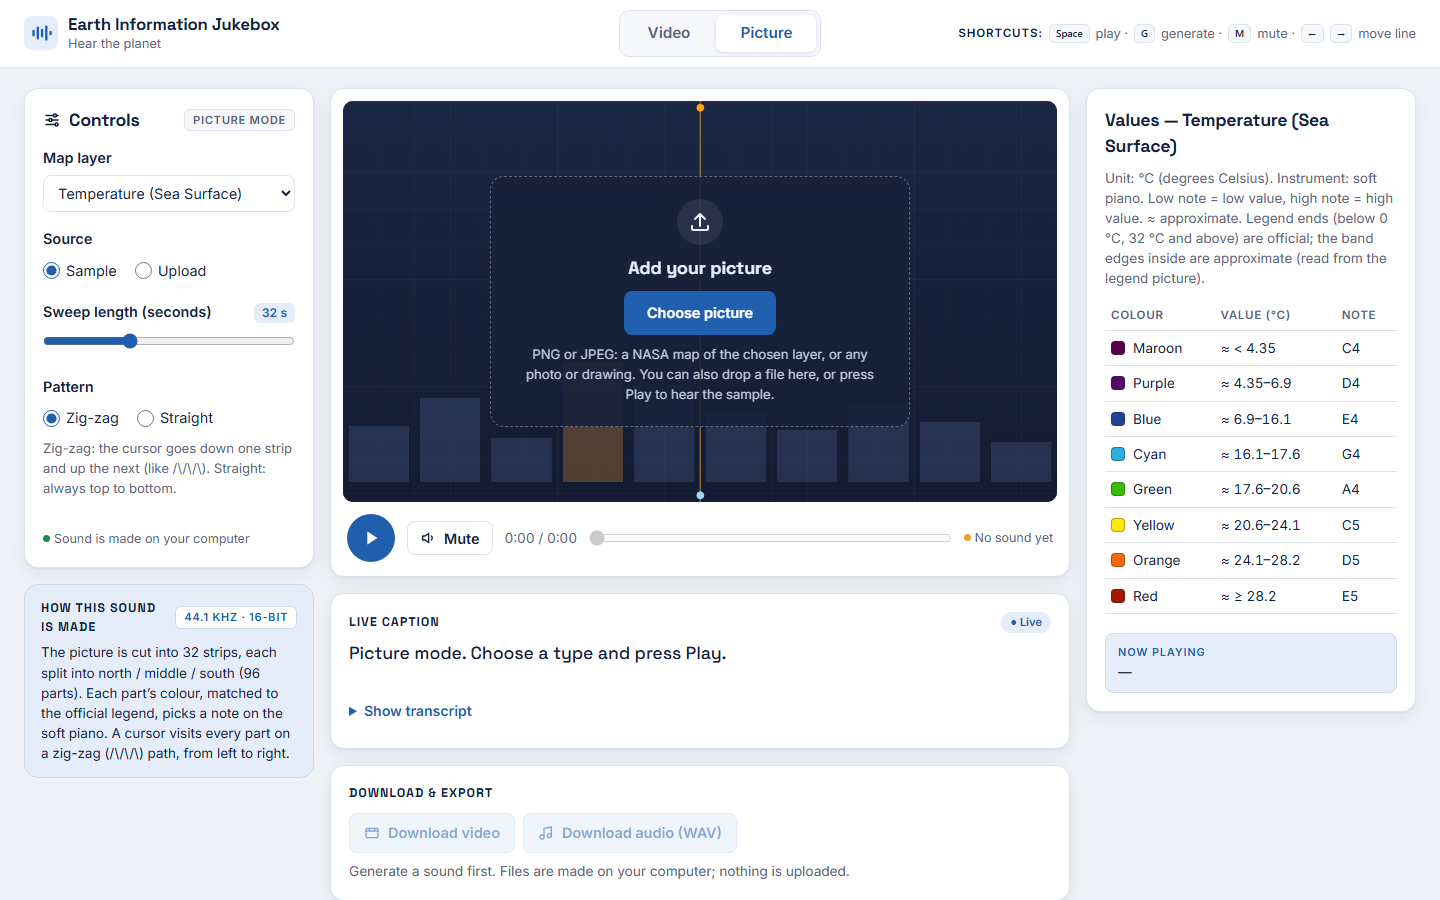 Earth Information Jukebox
Hear the planet
Video
Picture
SHORTCUTS: Space play · G generate · M mute · ← → move line
Controls
PICTURE MODE
Map layer
Temperature (Sea Surface)
Source
Sample
Upload
Sweep length (seconds)
32 s
Pattern
Zig-zag
Straight
Zig-zag: the cursor goes down one strip
and up the next (like /\/\/\). Straight:
always top to bottom.
Sound is made on your computer
HOW THIS SOUND
IS MADE
44.1 KHZ · 16-BIT
The picture is cut into 32 strips, each
split into north / middle / south (96
parts). Each part’s colour, matched to
the official legend, picks a note on the
soft piano. A cursor visits every part on
a zig-zag (/\/\/\) path, from left to right.
Add your picture
Choose picture
PNG or JPEG: a NASA map of the chosen layer, or any
photo or drawing. You can also drop a file here, or press
Play to hear the sample.
Mute
0:00 / 0:00
No sound yet
LIVE CAPTION
Live
Picture mode. Choose a type and press Play.
Show transcript
DOWNLOAD & EXPORT
Download video
Download audio (WAV)
Generate a sound first. Files are made on your computer; nothing is uploaded.
Values — Temperature (Sea
Surface)
Unit: °C (degrees Celsius). Instrument: soft
piano. Low note = low value, high note = high
value. ≈ approximate. Legend ends (below 0
°C, 32 °C and above) are official; the band
edges inside are approximate (read from the
legend picture).
COLOUR VALUE (°C) NOTE
Maroon ≈ < 4.35 C4
Purple ≈ 4.35–6.9 D4
Blue ≈ 6.9–16.1 E4
Cyan ≈ 16.1–17.6 G4
Green ≈ 17.6–20.6 A4
Yellow ≈ 20.6–24.1 C5
Orange ≈ 24.1–28.2 D5
Red ≈ ≥ 28.2 E5
NOW PLAYING
—